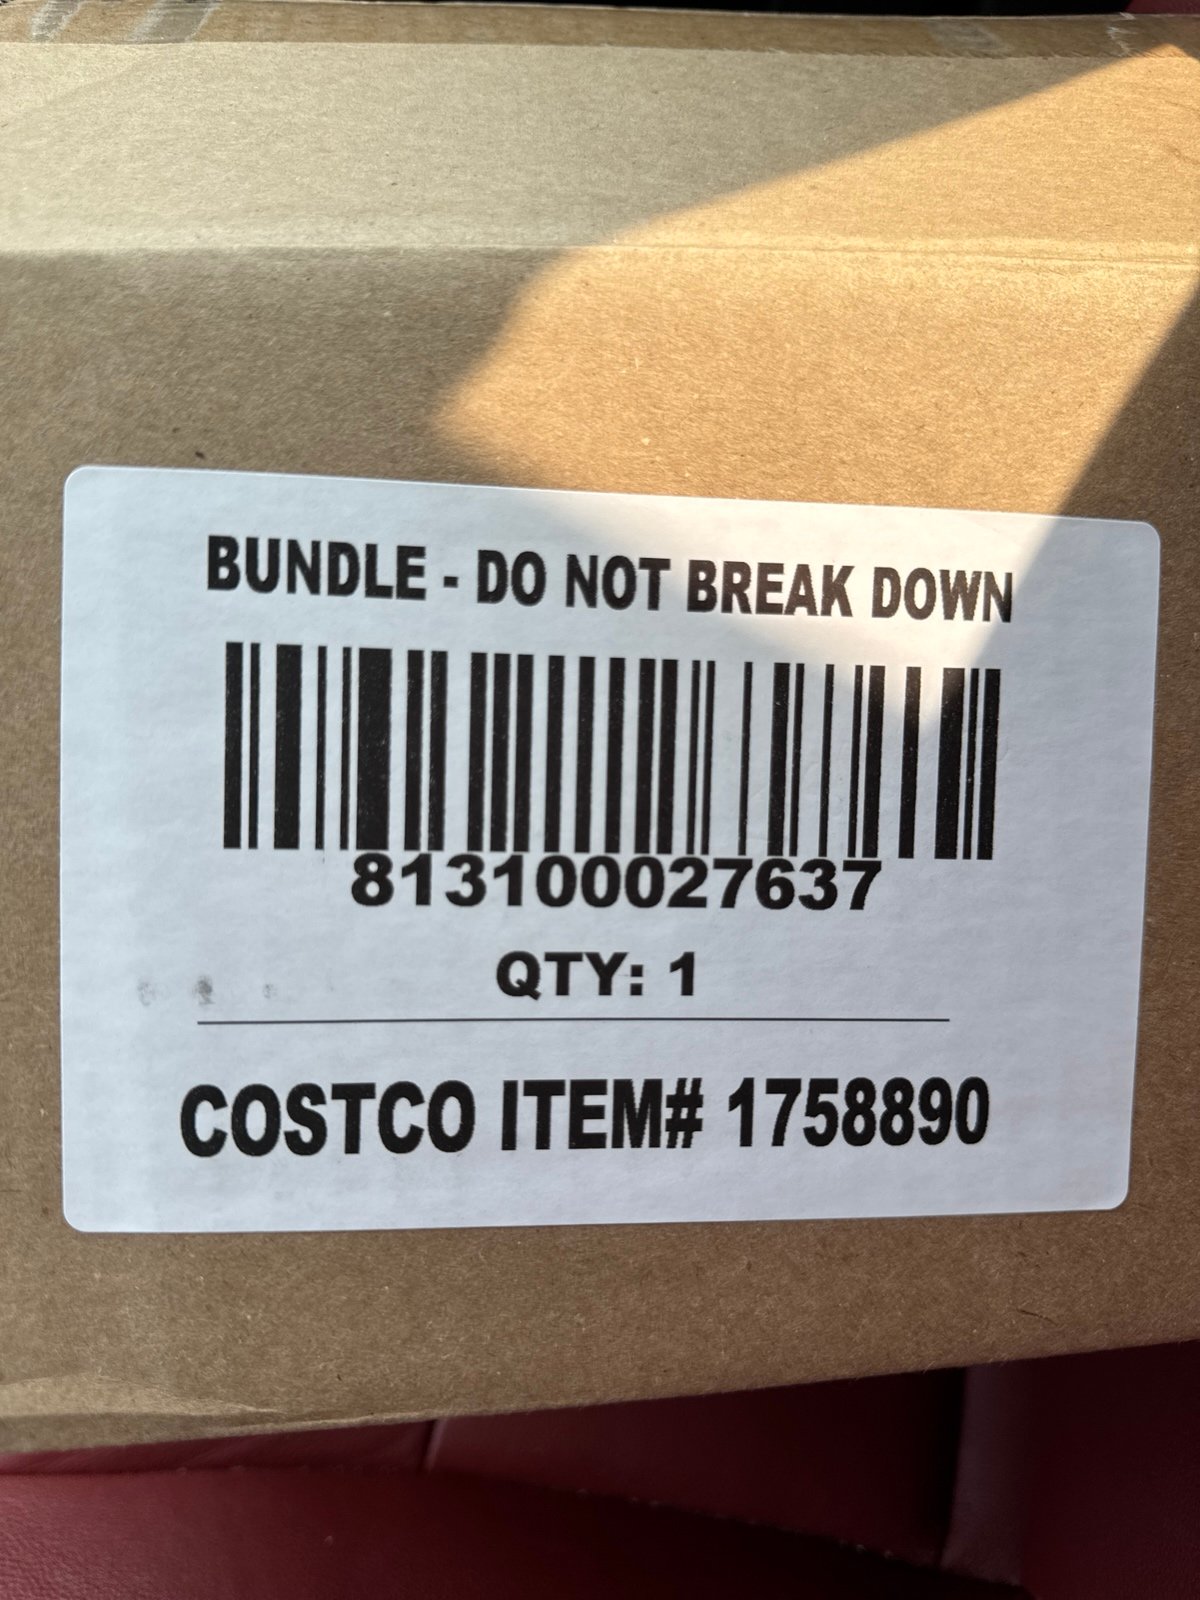 BUNDLE - DO NOT BREAK DOWN
813100027637
QTY: 1
COSTCO ITEM# 1758890